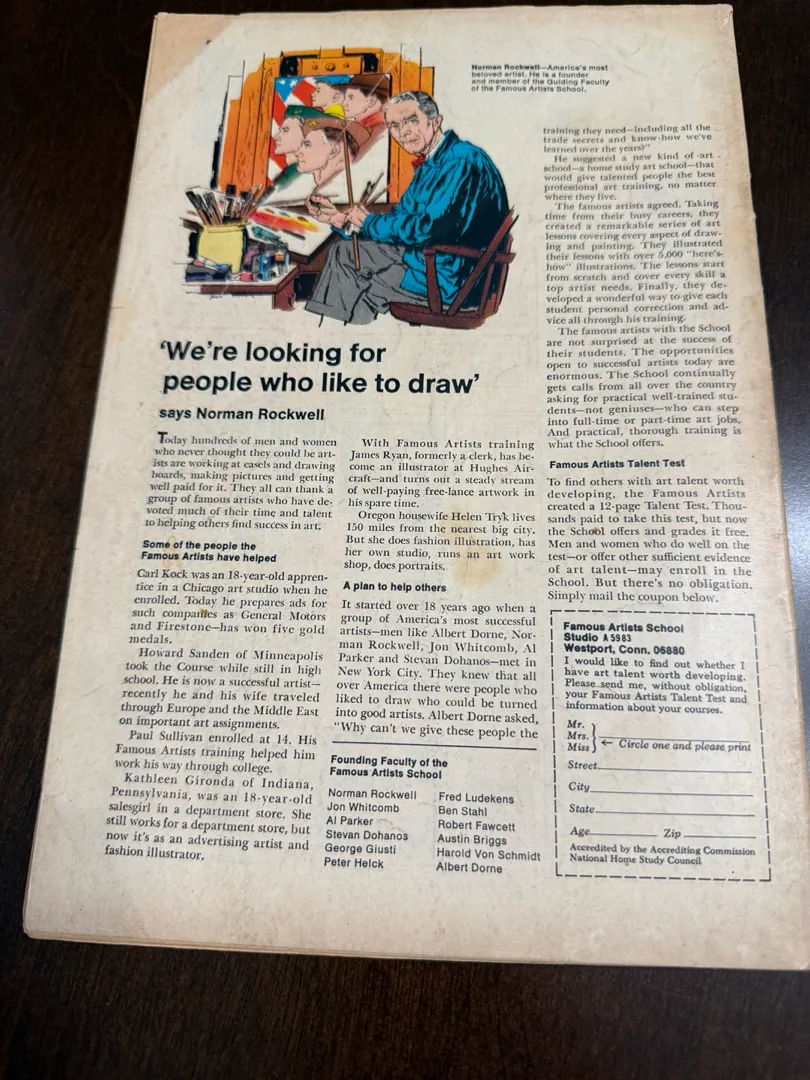 Norman Rockwell—America's most
beloved artist. He is a founder
and member of the Guiding Faculty
of the Famous Artists School.
'We're looking for
people who like to draw'
says Norman Rockwell
Today hundreds of men and women
who never thought they could be art-
ists are working at easels and drawing
boards, making pictures and getting
well paid for it. They all can thank a
group of famous artists who have de-
voted much of their time and talent
to helping others find success in art.
Some of the people the
Famous Artists have helped
Carl Kock was an 18-year-old appren-
tice in a Chicago art studio when he
enrolled. Today he prepares ads for
such companies as General Motors
and Firestone—has won five gold
medals.
Howard Sanden of Minneapolis
took the Course while still in high
school. He is now a successful artist—
recently he and his wife traveled
through Europe and the Middle East
on important art assignments.
Paul Sullivan enrolled at 14. His
Famous Artists training helped him
work his way through college.
Kathleen Gironda of Indiana,
Pennsylvania, was an 18-year-old
salesgirl in a department store. She
still works for a department store, but
now it's as an advertising artist and
fashion illustrator.
With Famous Artists training
James Ryan, formerly a clerk, has be-
come an illustrator at Hughes Air-
craft—and turns out a steady stream
of well-paying free-lance artwork in
his spare time.
Oregon housewife Helen Tryk lives
150 miles from the nearest big city.
But she does fashion illustration, has
her own studio, runs an art work
shop, does portraits.
A plan to help others
It started over 18 years ago when a
group of America's most successful
artists—men like Albert Dorne, Nor-
man Rockwell, Jon Whitcomb, Al
Parker and Stevan Dohanos—met in
New York City. They knew that all
over America there were people who
liked to draw who could be turned
into good artists. Albert Dorne asked,
"Why can't we give these people the
training they need—including all the
trade secrets and know-how we've
learned over the years?"
He suggested a new kind of art
school—a home study art school—that
would give talented people the best
professional art training, no matter
where they live.
The famous artists agreed. Taking
time from their busy careers, they
created a remarkable series of art
lessons covering every aspect of draw-
ing and painting. They illustrated
their lessons with over 5,000 "here's-
how" illustrations. The lessons start
from scratch and cover every skill a
top artist needs. Finally, they de-
veloped a wonderful way to give each
student personal correction and ad-
vice all through his training.
The famous artists with the School
are not surprised at the success of
their students. The opportunities
open to successful artists today are
enormous. The School continually
gets calls from all over the country
asking for practical well-trained stu-
dents—not geniuses—who can step
into full-time or part-time art jobs.
And practical, thorough training is
what the School offers.
Famous Artists Talent Test
To find others with art talent worth
developing, the Famous Artists
created a 12-page Talent Test. Thou-
sands paid to take this test, but now
the School offers and grades it free.
Men and women who do well on the
test—or offer other sufficient evidence
of art talent—may enroll in the
School. But there's no obligation.
Simply mail the coupon below.
Founding Faculty of the
Famous Artists School
Norman Rockwell
Jon Whitcomb
Al Parker
Stevan Dohanos
George Giusti
Peter Helck
Fred Ludekens
Ben Stahl
Robert Fawcett
Austin Briggs
Harold Von Schmidt
Albert Dorne
Famous Artists School
Studio A5983
Westport, Conn. 06880
I would like to find out whether I
have art talent worth developing.
Please send me, without obligation,
your Famous Artists Talent Test and
information about your courses.
Mr.
Mrs.
Miss
← Circle one and please print
Street
City
State
Age Zip
Accredited by the Accrediting Commission
National Home Study Council